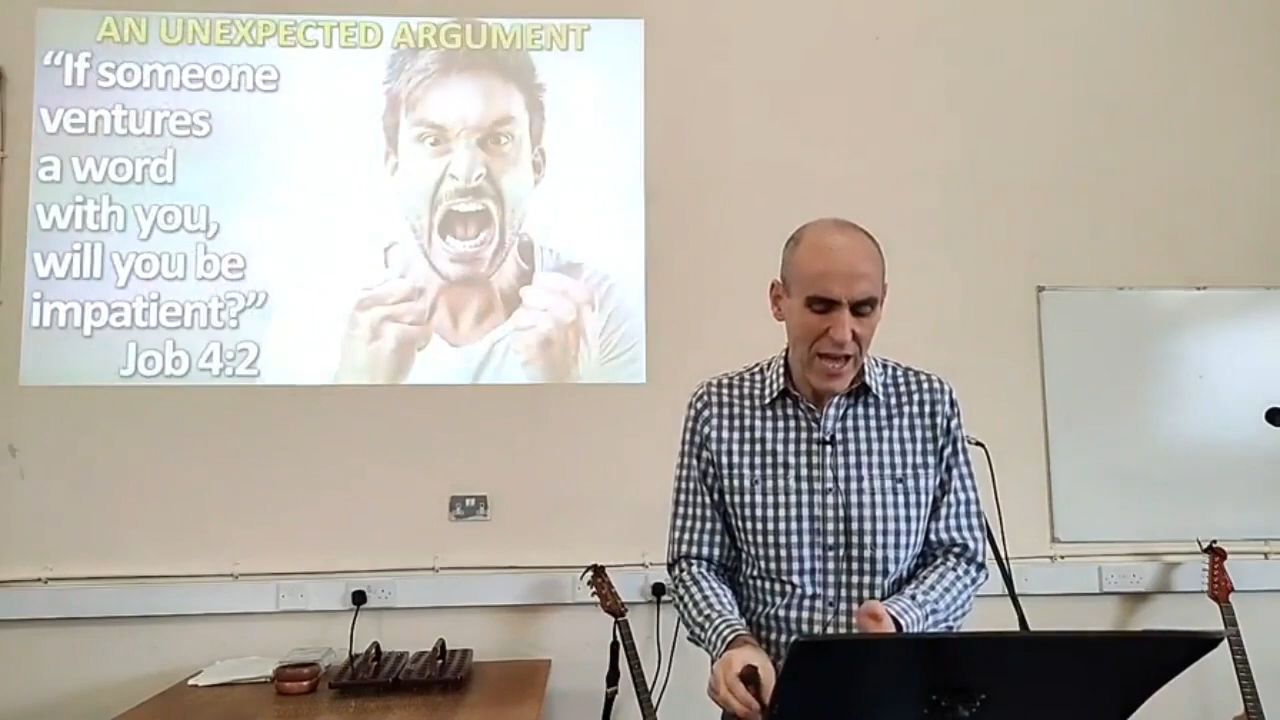 AN UNEXPECTED ARGUMENT
“If someone
ventures
a word
with you,
will you be
impatient?”
Job 4:2